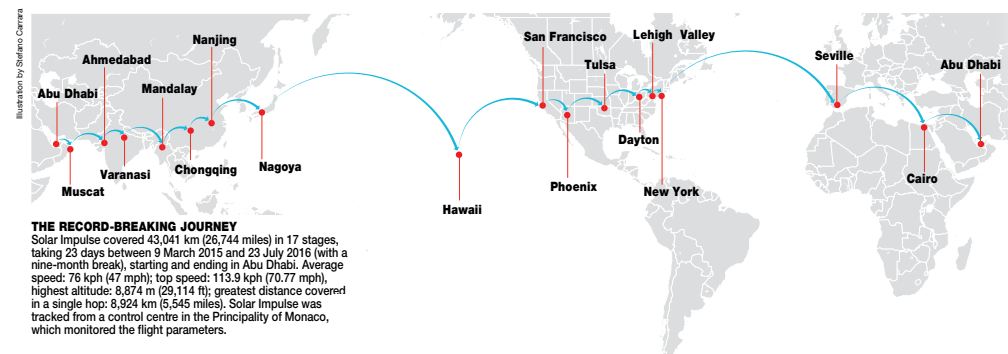 Illustration by Stefano Carrara
Abu Dhabi
Ahmedabad
Mandalay
Nanjing
San Francisco
Lehigh Valley
Tulsa
Seville
Abu Dhabi
Muscat
Varanasi
Chongqing
Nagoya
Hawaii
Phoenix
Dayton
New York
Cairo
THE RECORD-BREAKING JOURNEY
Solar Impulse covered 43,041 km (26,744 miles) in 17 stages,
taking 23 days between 9 March 2015 and 23 July 2016 (with a
nine-month break), starting and ending in Abu Dhabi. Average
speed: 76 kph (47 mph); top speed: 113.9 kph (70.77 mph),
highest altitude: 8,874 m (29,114 ft); greatest distance covered
in a single hop: 8,924 km (5,545 miles). Solar Impulse was
tracked from a control centre in the Principality of Monaco,
which monitored the flight parameters.